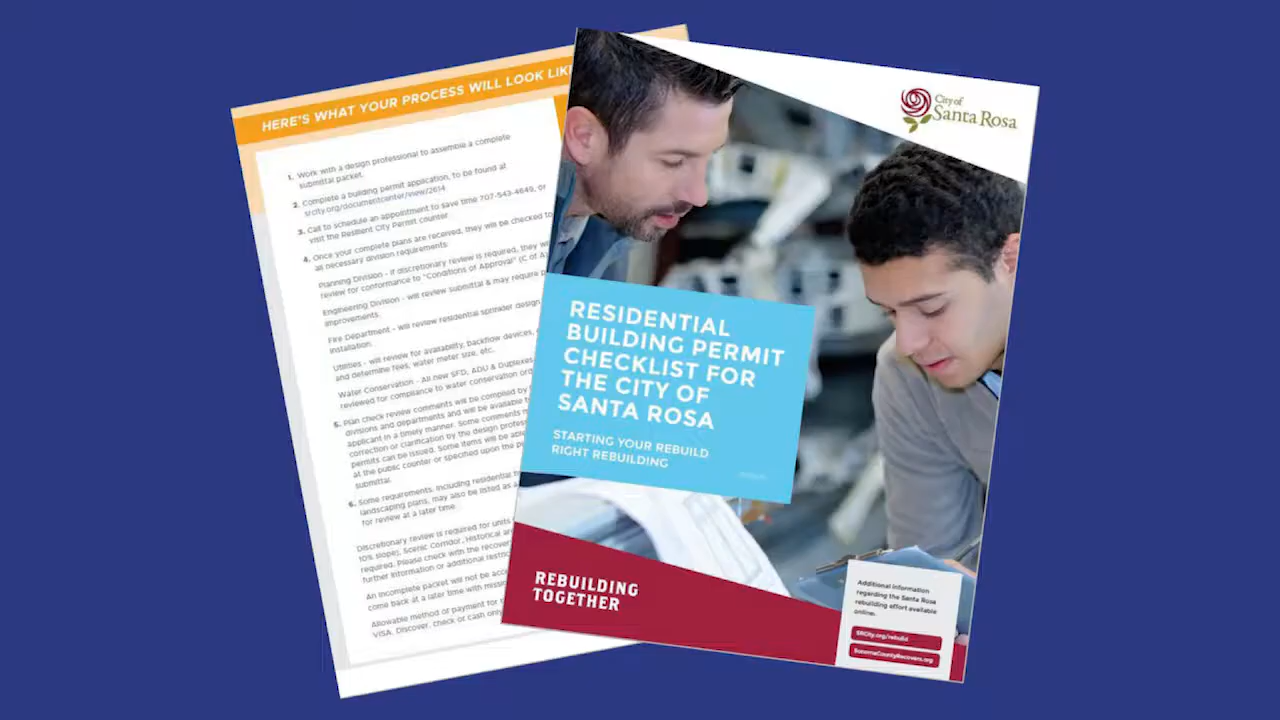 HERE'S WHAT YOUR PROCESS WILL LOOK LIK
1. Work with a design professional to assemble a complete
submittal packet.
2. Complete a building permit application, to be found at
srcity.org/documentcenter/view/2614
3. Call to schedule an appointment to save time 707-543-4649, or
visit the Resilient City Permit counter.
4. Once your complete plans are received, they will be checked to
all necessary division requirements:
Planning Division - if discretionary review is required, they wi
review for conformance to "Conditions of Approval" (C of A)
Engineering Division - will review submittal & may require p
improvements.
Fire Department - will review residential sprinkler design
installation.
Utilities - will review for availability, backflow devices,
and determine fees, water meter size, etc.
Water Conservation - All new SFD, ADU & Duplexes
reviewed for compliance to water conservation ord
5. Plan check review comments will be compiled by
divisions and departments and will be available t
applicant in a timely manner. Some comments m
correction or clarification by the design profes
permits can be issued. Some items will be able
at the public counter or specified upon the p
submittal.
6. Some requirements, including residential fi
landscaping plans, may also be listed as a
for review at a later time.
Discretionary review is required for units
10% slope), Scenic Corridor, Historical ar
required. Please check with the recover
further information or additional restric
An incomplete packet will not be acc
come back at a later time with missi
Allowable method of payment for
VISA, Discover, check or cash only
City of
Santa Rosa
RESIDENTIAL
BUILDING PERMIT
CHECKLIST FOR
THE CITY OF
SANTA ROSA
STARTING YOUR REBUILD
RIGHT REBUILDING
REBUILDING
TOGETHER
Additional information
regarding the Santa Rosa
rebuilding effort available
online.
SRCity.org/rebuild
SonomaCountyRecovers.org